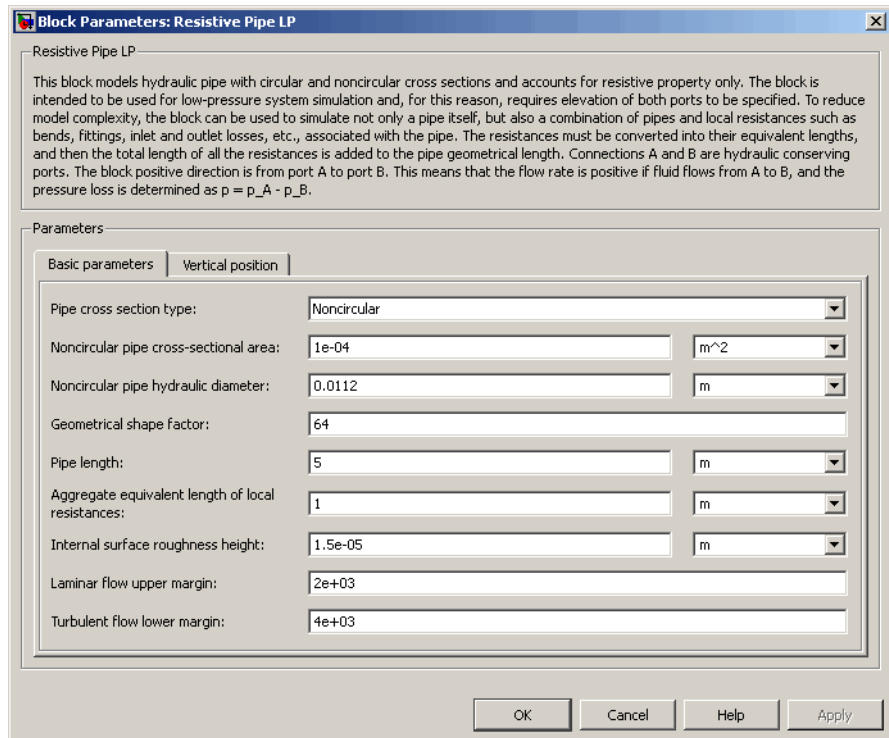 Block Parameters: Resistive Pipe LP
Resistive Pipe LP
This block models hydraulic pipe with circular and noncircular cross sections and accounts for resistive property only. The block is
intended to be used for low-pressure system simulation and, for this reason, requires elevation of both ports to be specified. To reduce
model complexity, the block can be used to simulate not only a pipe itself, but also a combination of pipes and local resistances such as
bends, fittings, inlet and outlet losses, etc., associated with the pipe. The resistances must be converted into their equivalent lengths,
and then the total length of all the resistances is added to the pipe geometrical length. Connections A and B are hydraulic conserving
ports. The block positive direction is from port A to port B. This means that the flow rate is positive if fluid flows from A to B, and the
pressure loss is determined as p = p_A - p_B.
Parameters
Basic parameters Vertical position
Pipe cross section type: Noncircular
Noncircular pipe cross-sectional area: 1e-04 m^2
Noncircular pipe hydraulic diameter: 0.0112 m
Geometrical shape factor: 64
Pipe length: 5 m
Aggregate equivalent length of local
resistances: 1 m
Internal surface roughness height: 1.5e-05 m
Laminar flow upper margin: 2e+03
Turbulent flow lower margin: 4e+03
OK Cancel Help Apply